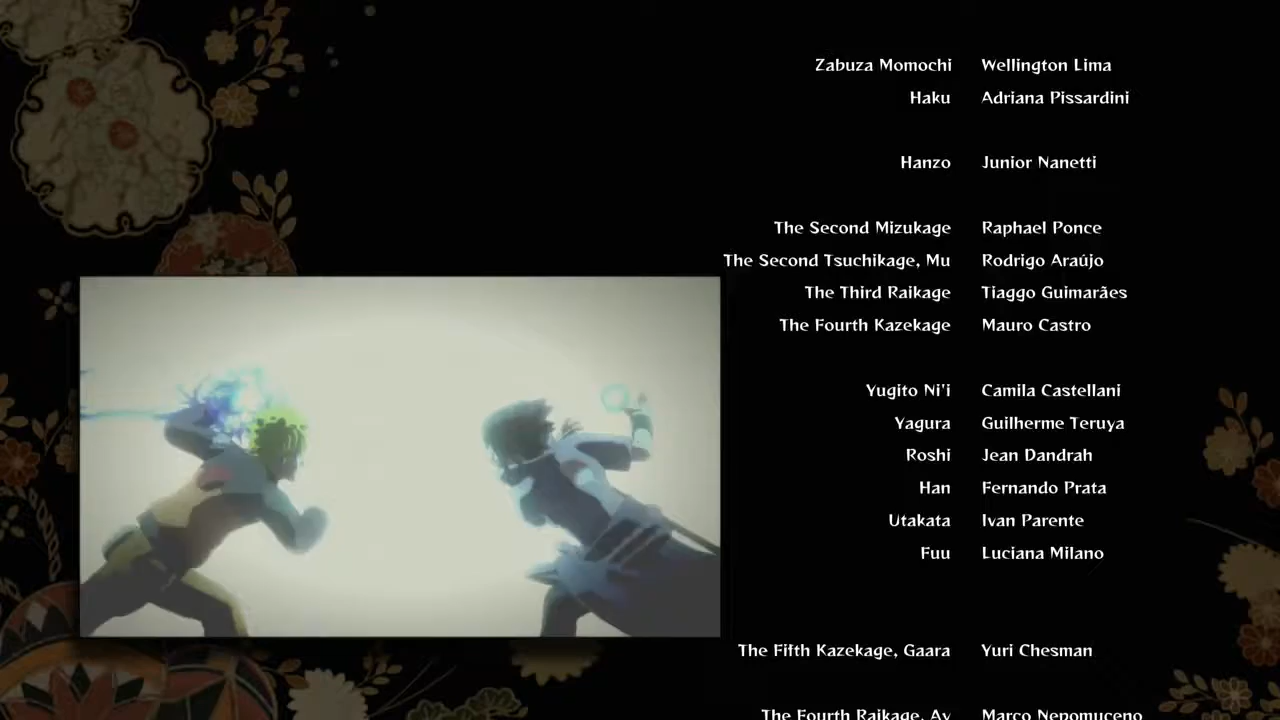 Zabuza Momochi Wellington Lima
Haku Adriana Pissardini
Hanzo Junior Nanetti
The Second Mizukage Raphael Ponce
The Second Tsuchikage, Mu Rodrigo Araújo
The Third Raikage Tiaggo Guimarães
The Fourth Kazekage Mauro Castro
Yugito Ni'i Camila Castellani
Yagura Guilherme Teruya
Roshi Jean Dandrah
Han Fernando Prata
Utakata Ivan Parente
Fuu Luciana Milano
The Fifth Kazekage, Gaara Yuri Chesman
The Fourth Raikage, Ay Marco Nepomuceno